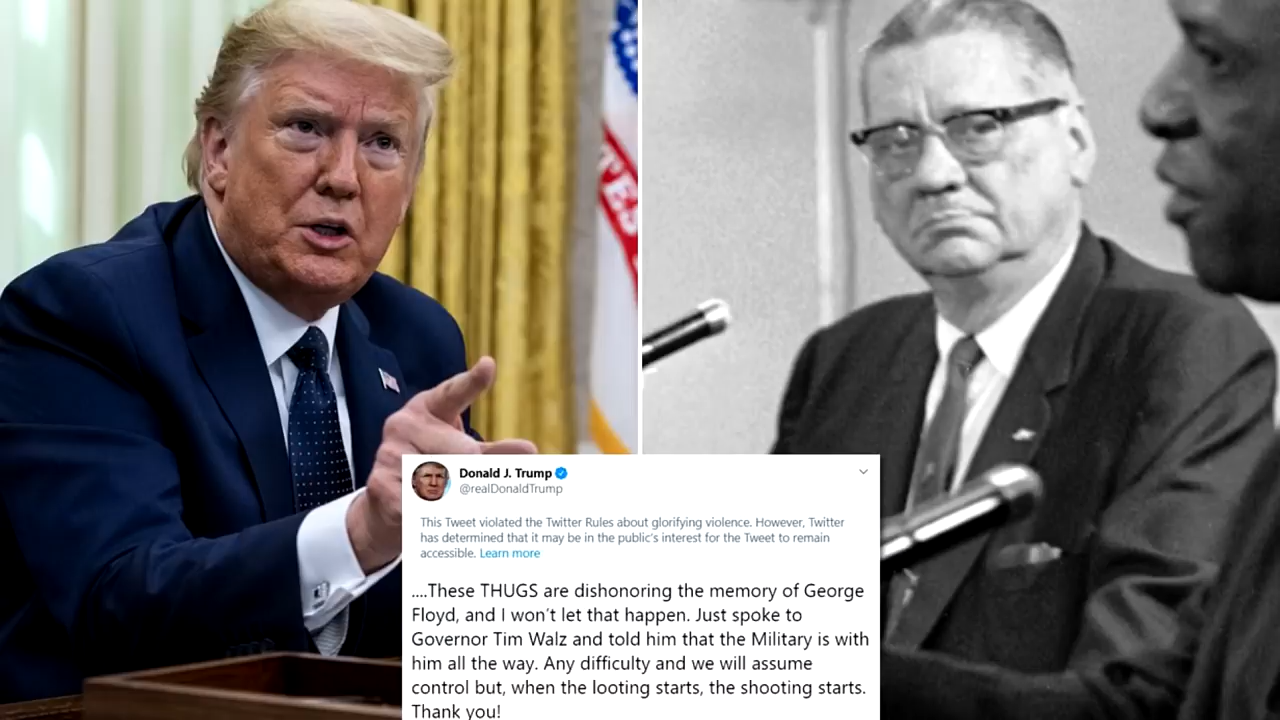 Donald J. Trump
@realDonaldTrump
This Tweet violated the Twitter Rules about glorifying violence. However, Twitter
has determined that it may be in the public's interest for the Tweet to remain
accessible. Learn more
....These THUGS are dishonoring the memory of George
Floyd, and I won't let that happen. Just spoke to
Governor Tim Walz and told him that the Military is with
him all the way. Any difficulty and we will assume
control but, when the looting starts, the shooting starts.
Thank you!